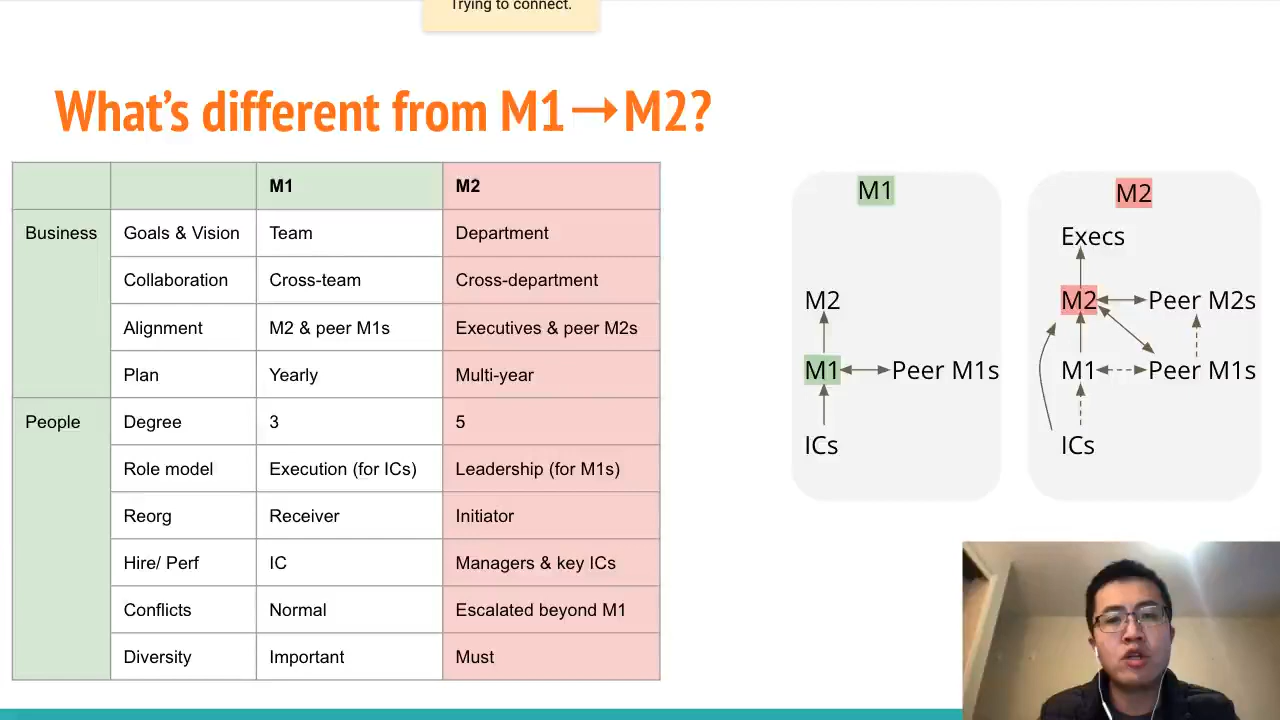 Trying to connect.
What's different from M1→M2?
M1 M2
Business Goals & Vision Team Department
Collaboration Cross-team Cross-department
Alignment M2 & peer M1s Executives & peer M2s
Plan Yearly Multi-year
People Degree 3 5
Role model Execution (for ICs) Leadership (for M1s)
Reorg Receiver Initiator
Hire/ Perf IC Managers & key ICs
Conflicts Normal Escalated beyond M1
Diversity Important Must
M1
M2
M1 Peer M1s
ICs
M2
Execs
M2 Peer M2s
M1 Peer M1s
ICs